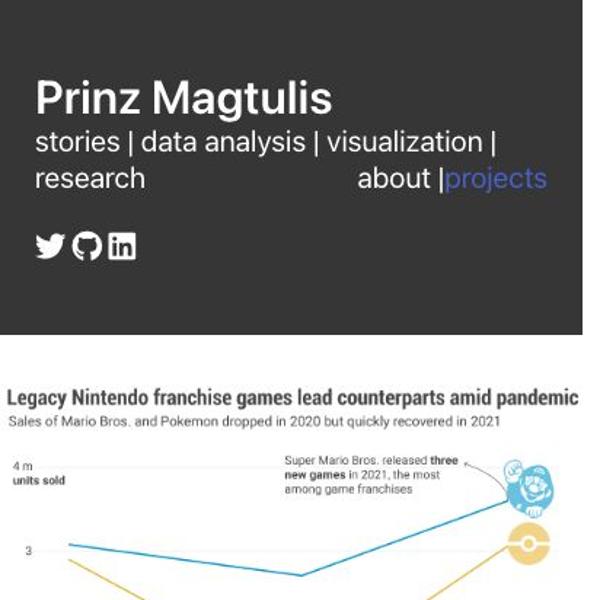 Prinz Magtulis
stories | data analysis | visualization |
research about |projects
Legacy Nintendo franchise games lead counterparts amid pandemic
Sales of Mario Bros. and Pokemon dropped in 2020 but quickly recovered in 2021
4 m
units sold
Super Mario Bros. released three
new games in 2021, the most
among game franchises
3